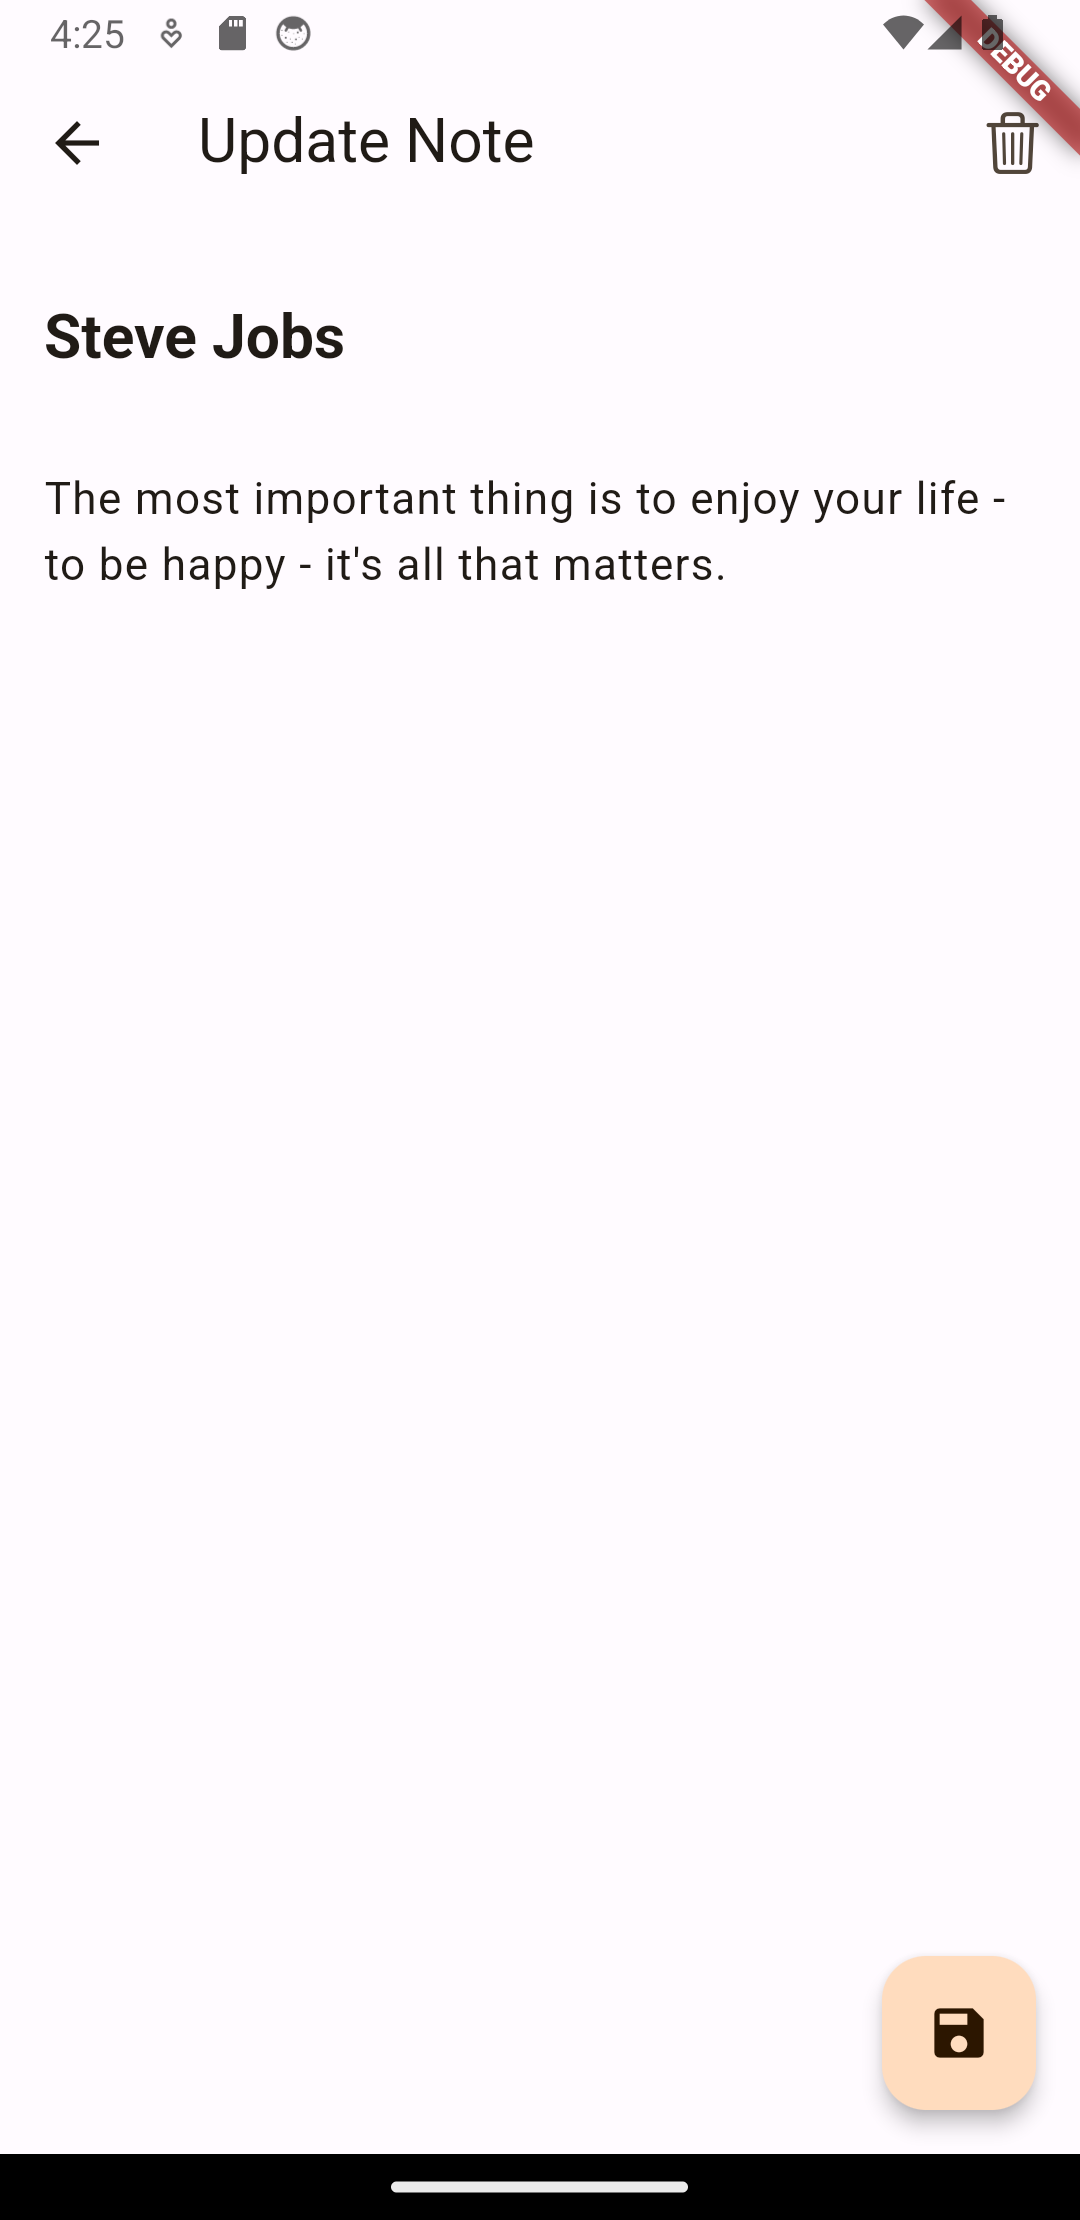 4:25
DEBUG
Update Note
Steve Jobs
The most important thing is to enjoy your life -
to be happy - it's all that matters.